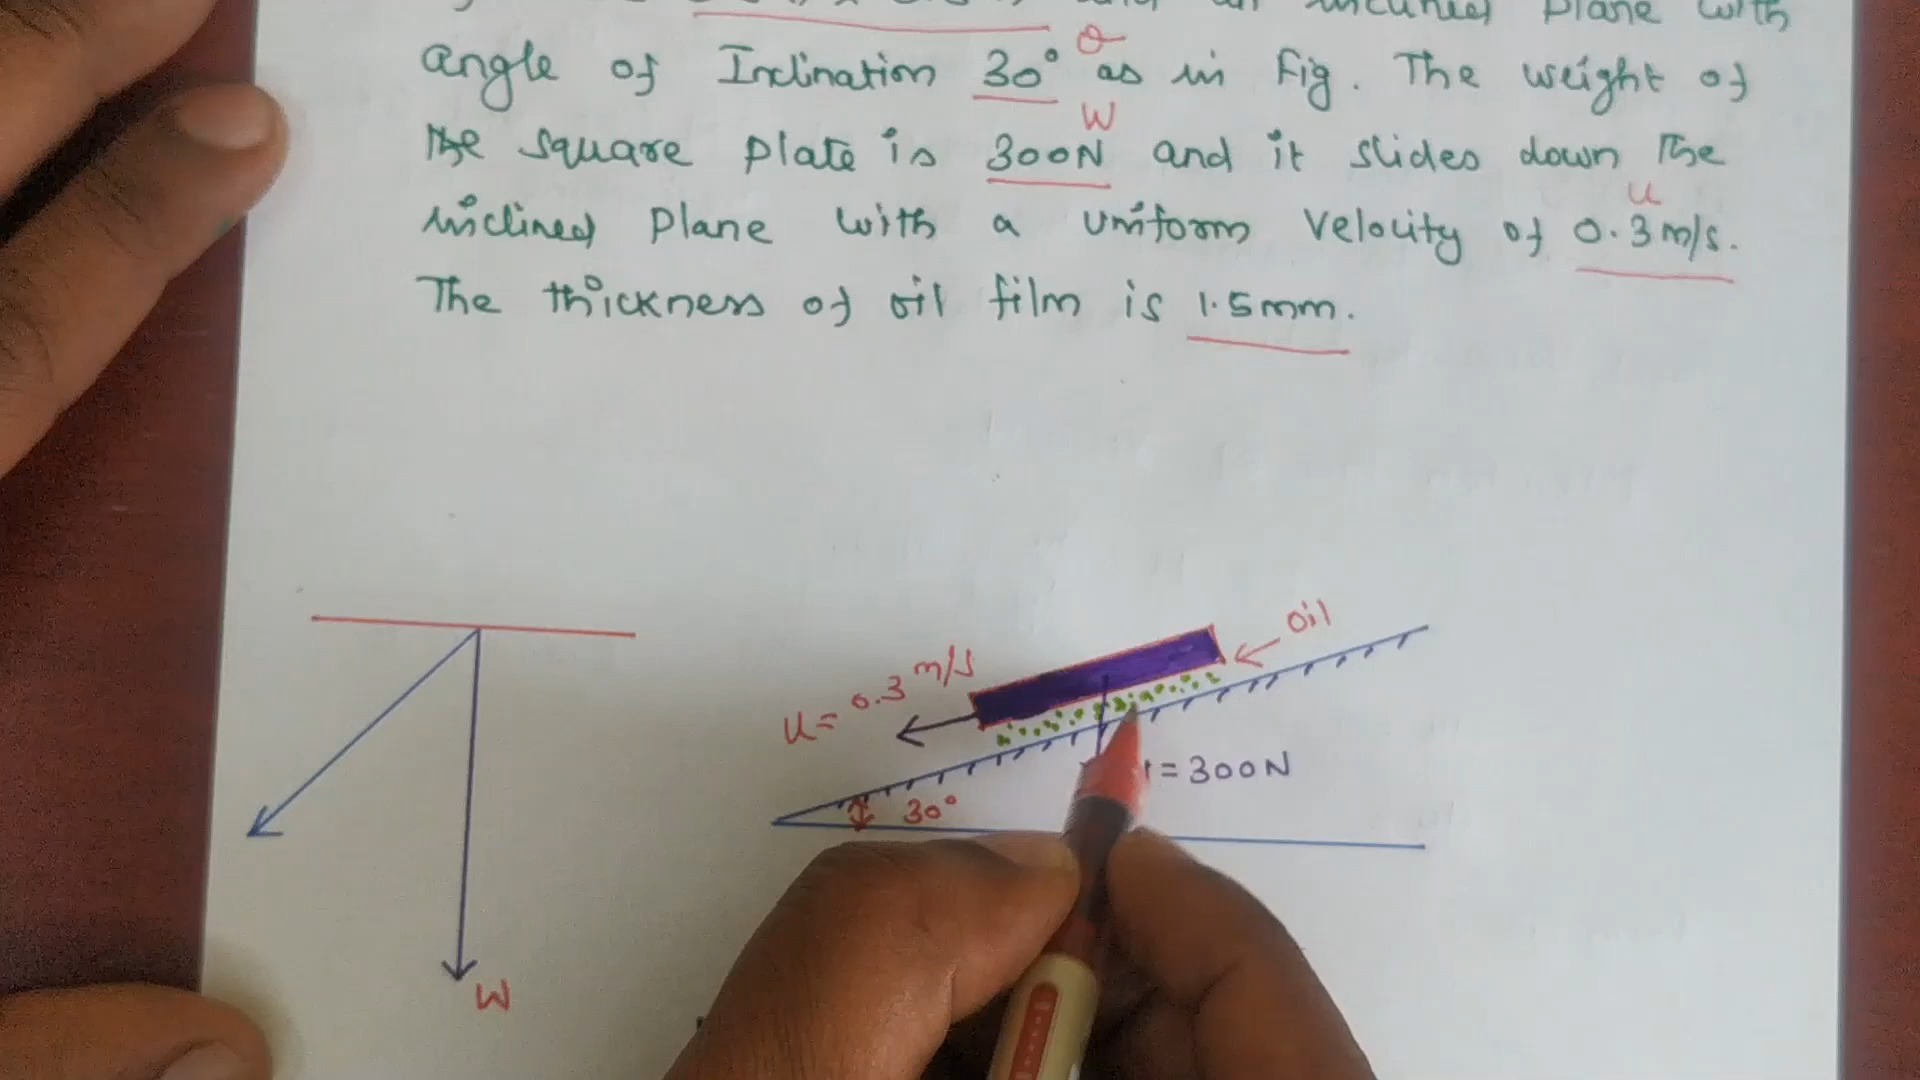 plane with
θ
angle of Inclination 30° as in Fig. The weight of
W
the square plate is 300N and it slides down the
u
inclined plane with a uniform velocity of 0.3m/s.
The thickness of oil film is 1.5mm.
oil
u = 0.3 m/s
= 300N
30°
W